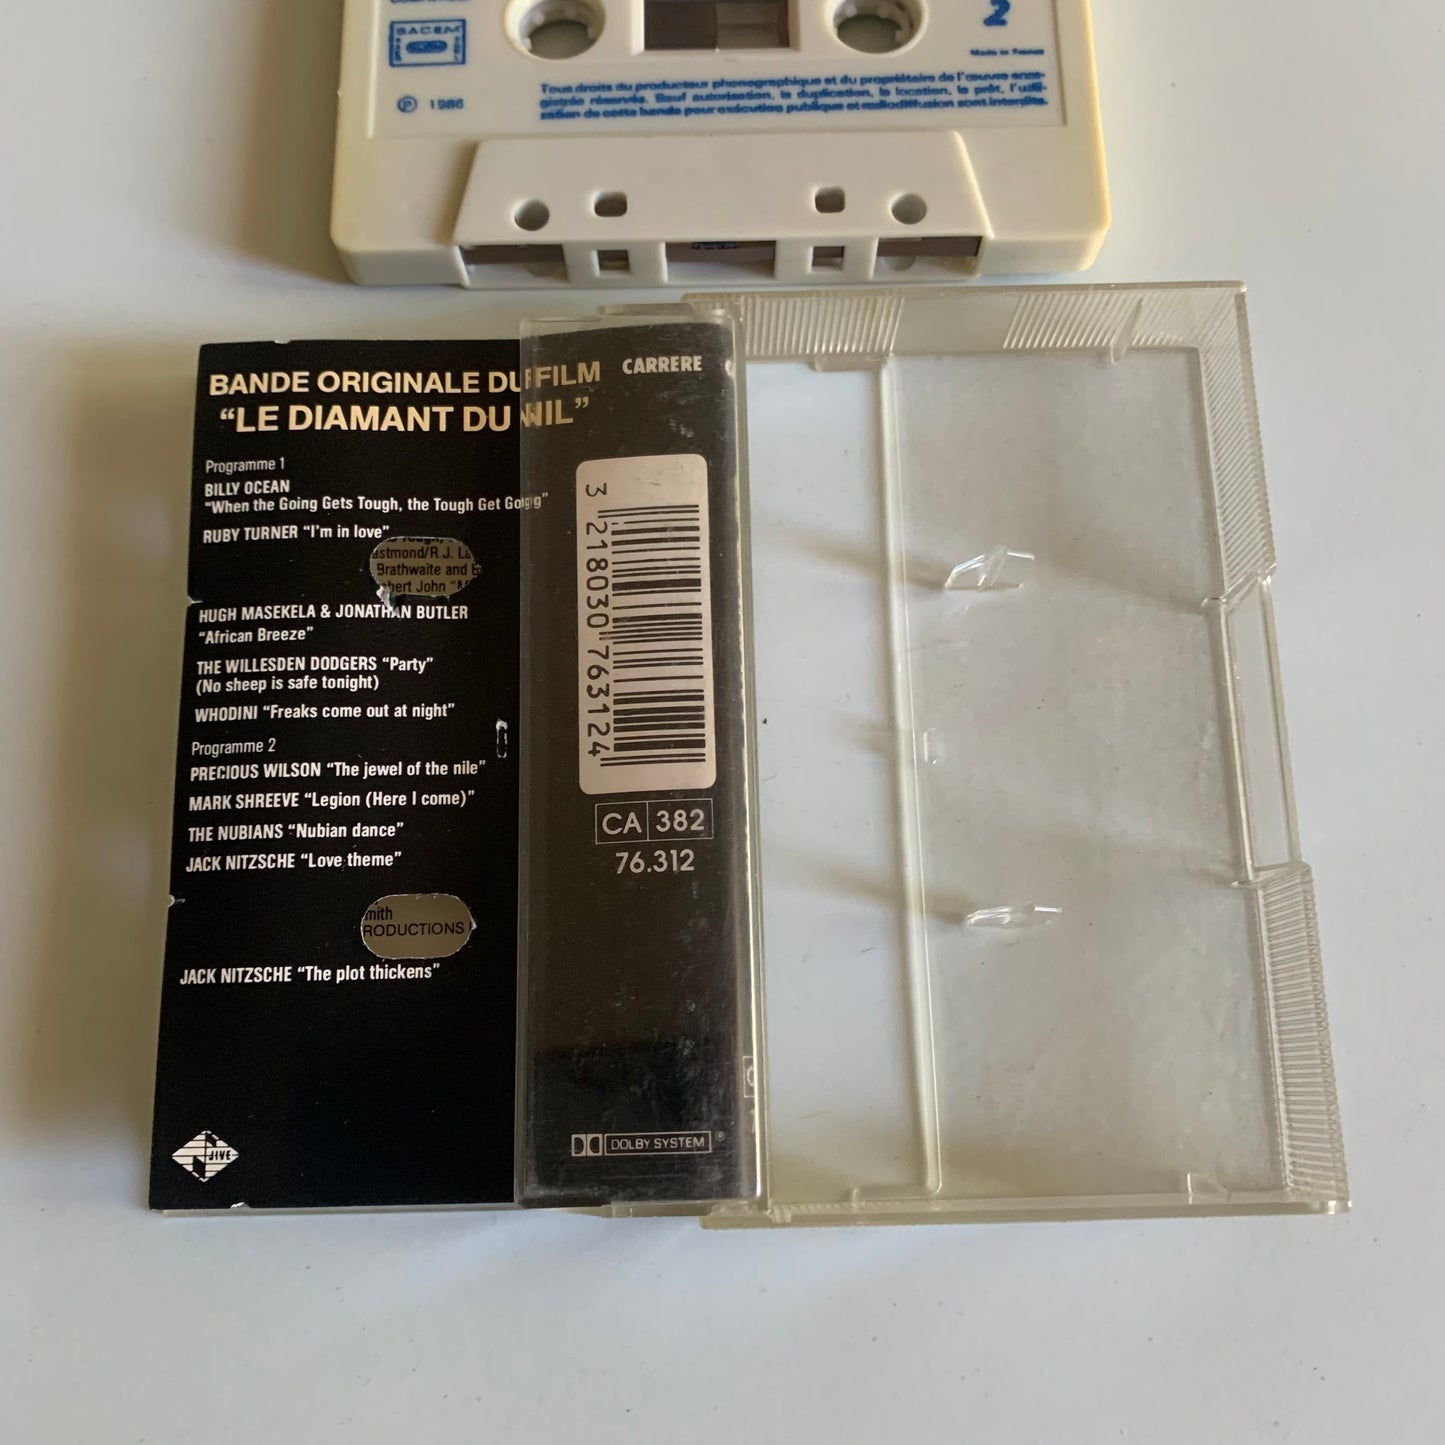 SACEM
℗ 1986
2
Made in France
Tous droits du producteur phonographique et du propriétaire de l'œuvre enre-
gistrée réservés. Sauf autorisation, la duplication, la location, le prêt, l'utili-
sation de cette bande pour exécution publique et radiodiffusion sont interdits.
BANDE ORIGINALE DU FILM
"LE DIAMANT DU NIL"
CARRERE
Programme 1
BILLY OCEAN
"When the Going Gets Tough, the Tough Get Going"
RUBY TURNER "I'm in love"
astmond/R.J. L
Brathwaite and
bert John "M
HUGH MASEKELA & JONATHAN BUTLER
"African Breeze"
THE WILLESDEN DODGERS "Party"
(No sheep is safe tonight)
WHODINI "Freaks come out at night"
Programme 2
PRECIOUS WILSON "The jewel of the nile"
MARK SHREEVE "Legion (Here I come)"
THE NUBIANS "Nubian dance"
JACK NITZSCHE "Love theme"
mith
RODUCTIONS
JACK NITZSCHE "The plot thickens"
JIVE
3 218030 763124
CA 382
76.312
DOLBY SYSTEM ®